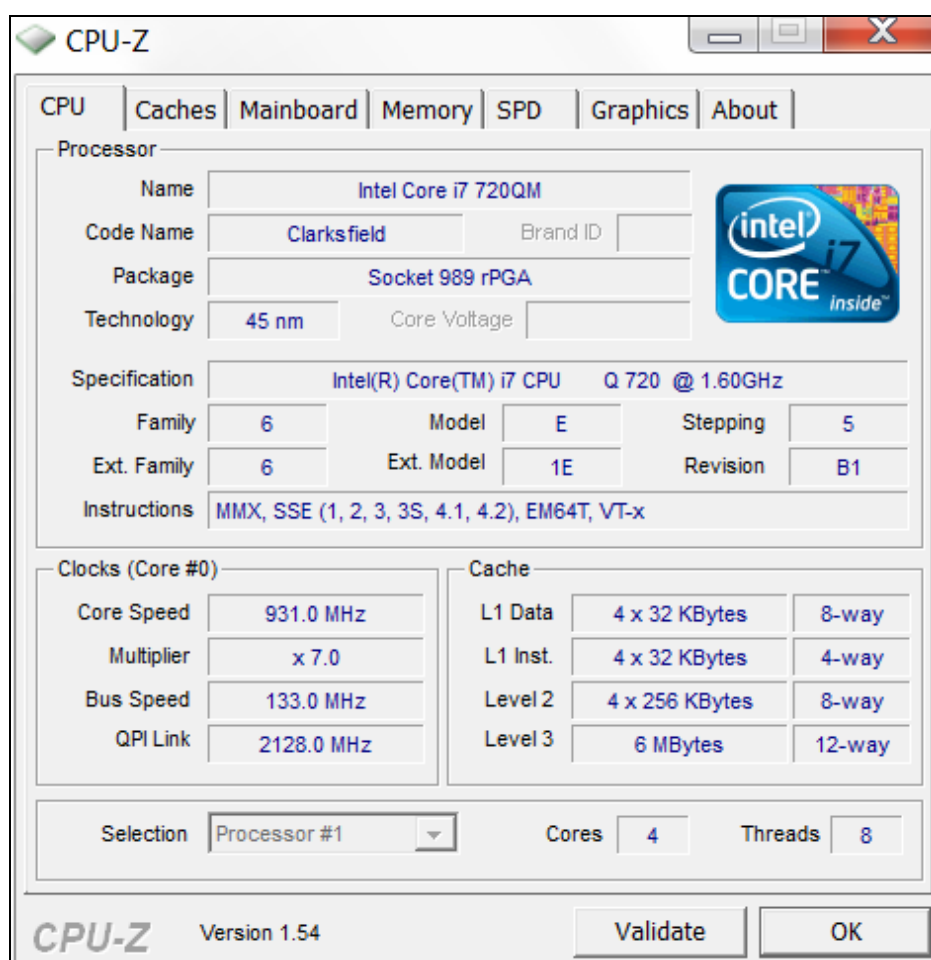 CPU-Z
CPU Caches Mainboard Memory SPD Graphics About
Processor
Name Intel Core i7 720QM
Code Name Clarksfield Brand ID
Package Socket 989 rPGA
Technology 45 nm Core Voltage
intel CORE™ i7 inside™
Specification Intel(R) Core(TM) i7 CPU Q 720 @ 1.60GHz
Family 6 Model E Stepping 5
Ext. Family 6 Ext. Model 1E Revision B1
Instructions MMX, SSE (1, 2, 3, 3S, 4.1, 4.2), EM64T, VT-x
Clocks (Core #0)
Core Speed 931.0 MHz
Multiplier x 7.0
Bus Speed 133.0 MHz
QPI Link 2128.0 MHz
Cache
L1 Data 4 x 32 KBytes 8-way
L1 Inst. 4 x 32 KBytes 4-way
Level 2 4 x 256 KBytes 8-way
Level 3 6 MBytes 12-way
Selection Processor #1 Cores 4 Threads 8
CPU-Z Version 1.54 Validate OK